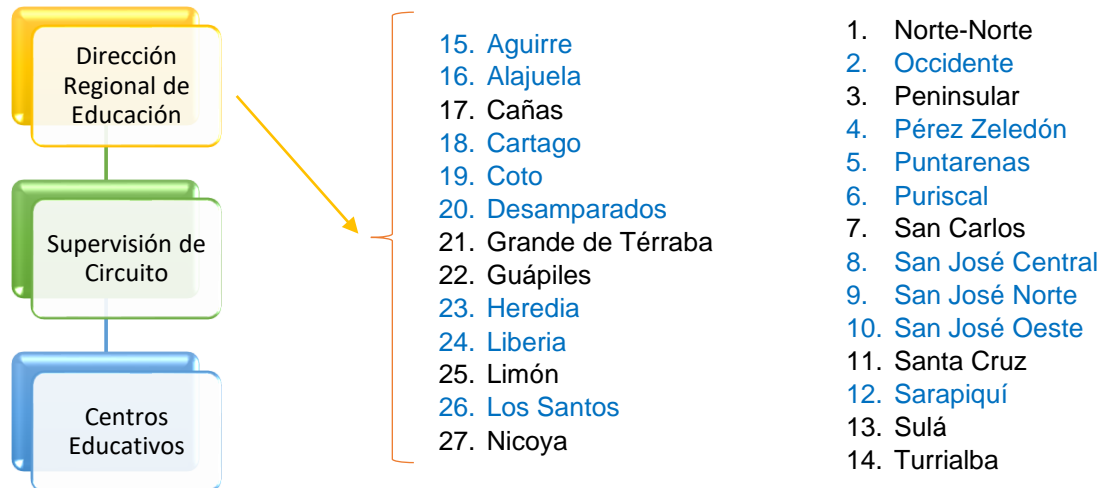 Dirección
Regional de
Educación
Supervisión de
Circuito
Centros
Educativos
15. Aguirre
16. Alajuela
17. Cañas
18. Cartago
19. Coto
20. Desamparados
21. Grande de Térraba
22. Guápiles
23. Heredia
24. Liberia
25. Limón
26. Los Santos
27. Nicoya
1. Norte-Norte
2. Occidente
3. Peninsular
4. Pérez Zeledón
5. Puntarenas
6. Puriscal
7. San Carlos
8. San José Central
9. San José Norte
10. San José Oeste
11. Santa Cruz
12. Sarapiquí
13. Sulá
14. Turrialba